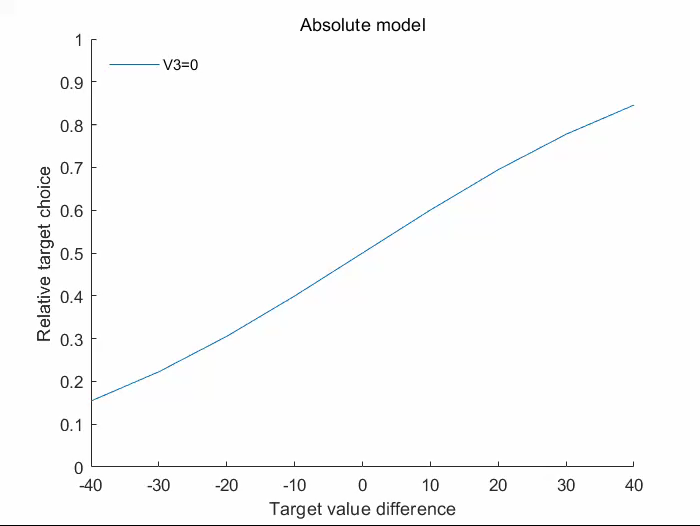 Absolute model
V3=0
1
0.9
0.8
0.7
0.6
0.5
0.4
0.3
0.2
0.1
0
Relative target choice
-40 -30 -20 -10 0 10 20 30 40
Target value difference